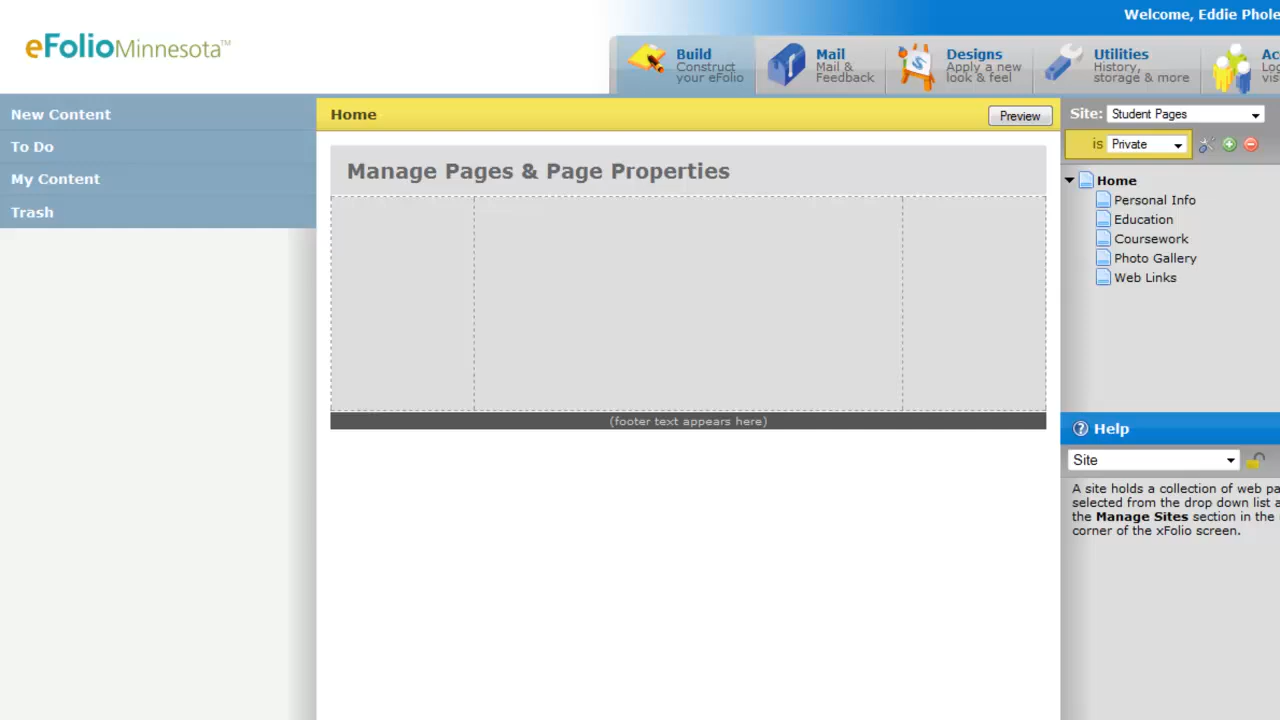 Welcome, Eddie Phole
eFolioMinnesota™
Build
Construct
your eFolio
Mail
Mail &
Feedback
Designs
Apply a new
look & feel
Utilities
History,
storage & more
Ac
Log
vis
New Content
To Do
My Content
Trash
Home
Preview
Manage Pages & Page Properties
(footer text appears here)
Site: Student Pages
is Private
Home
Personal Info
Education
Coursework
Photo Gallery
Web Links
? Help
Site
A site holds a collection of web pa
selected from the drop down list a
the Manage Sites section in the
corner of the xFolio screen.